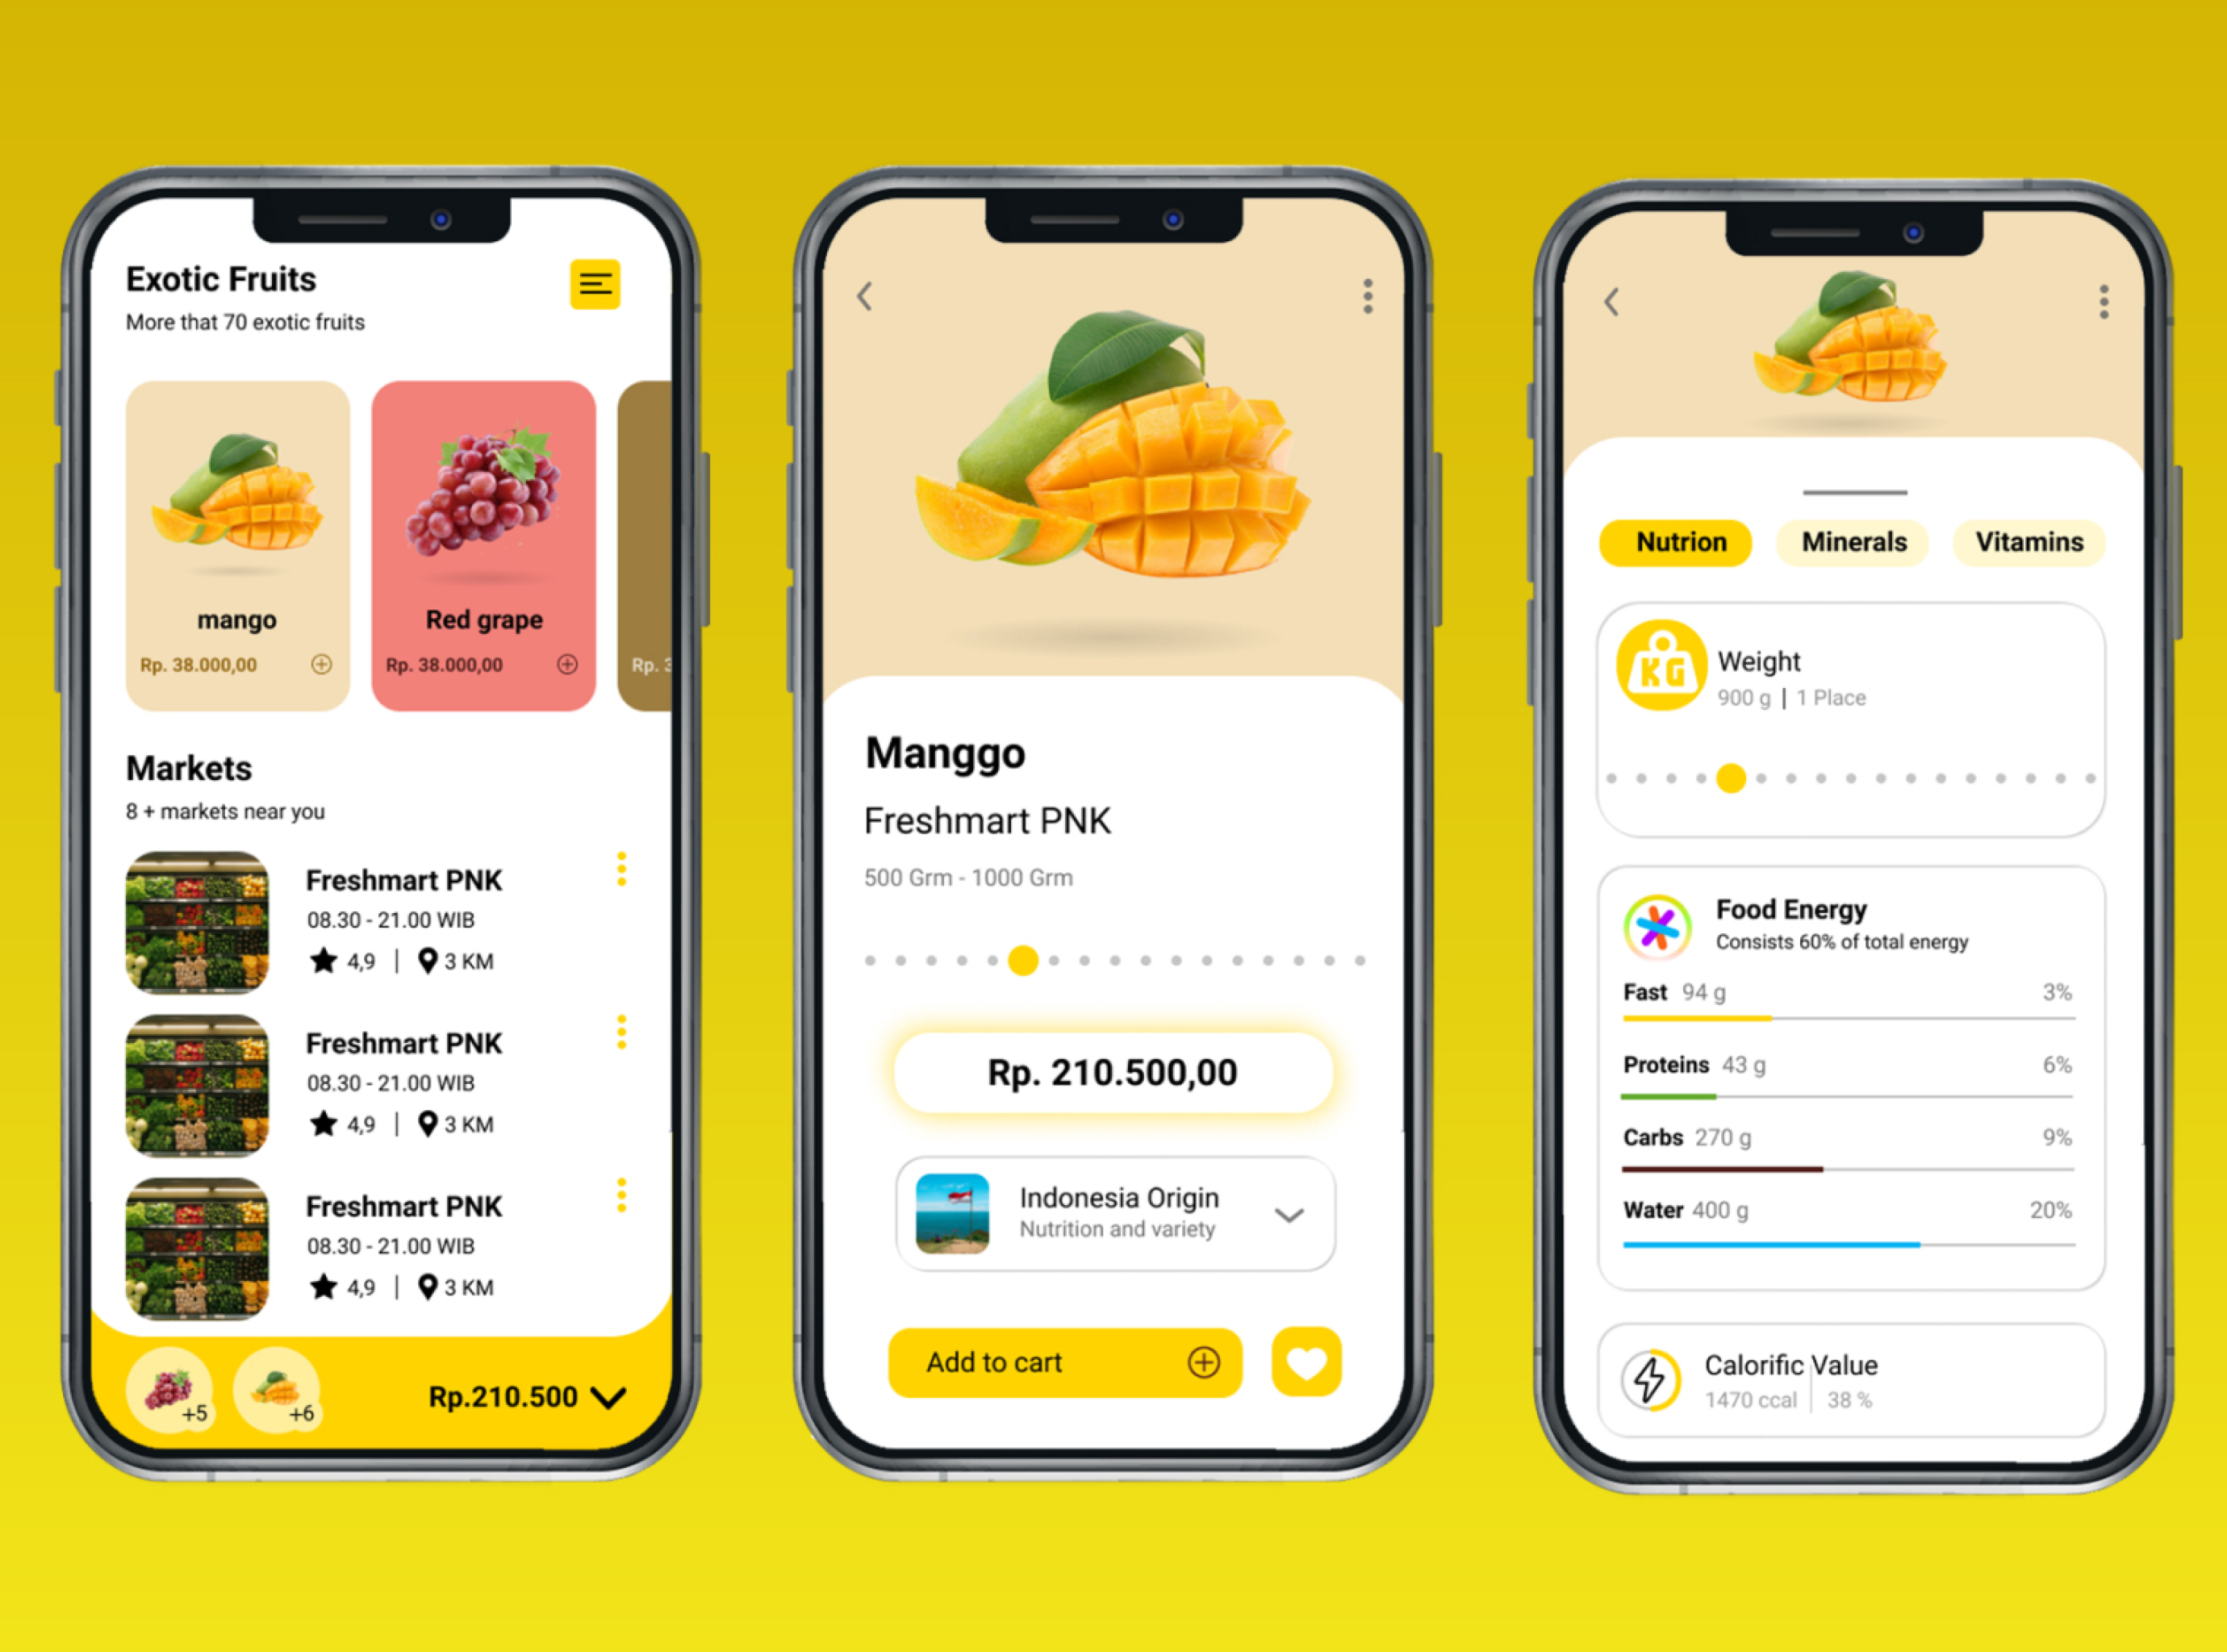 Exotic Fruits
More that 70 exotic fruits
mango
Rp. 38.000,00
Red grape
Rp. 38.000,00
Rp. 3
Markets
8 + markets near you
Freshmart PNK
08.30 - 21.00 WIB
4,9 | 3 KM
Freshmart PNK
08.30 - 21.00 WIB
4,9 | 3 KM
Freshmart PNK
08.30 - 21.00 WIB
4,9 | 3 KM
+5
+6
Rp.210.500
Manggo
Freshmart PNK
500 Grm - 1000 Grm
Rp. 210.500,00
Indonesia Origin
Nutrition and variety
Add to cart
Nutrion
Minerals
Vitamins
KG
Weight
900 g | 1 Place
Food Energy
Consists 60% of total energy
Fast 94 g 3%
Proteins 43 g 6%
Carbs 270 g 9%
Water 400 g 20%
Calorific Value
1470 ccal | 38 %